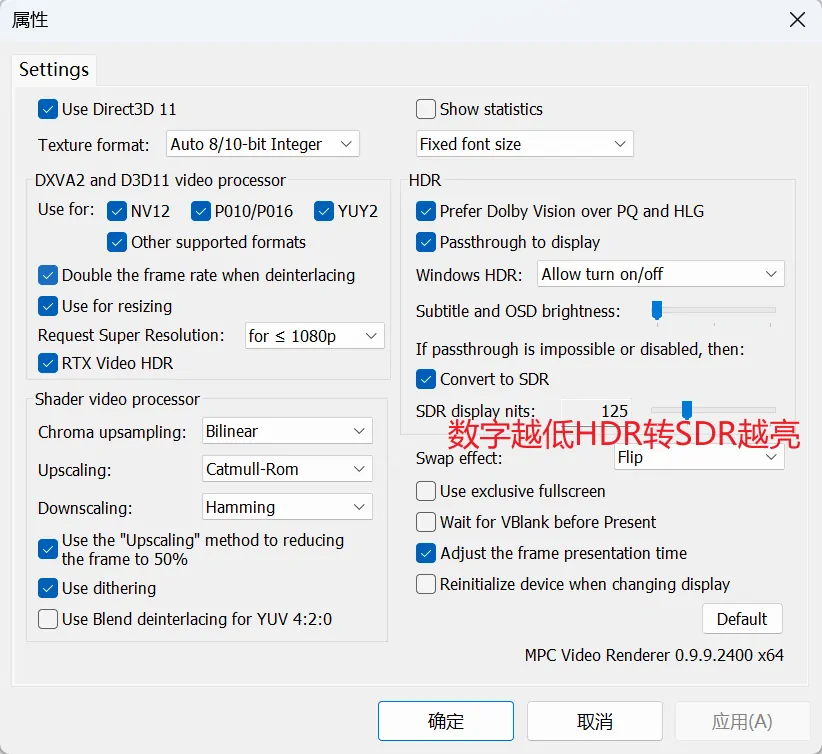 属性
Settings
Use Direct3D 11
Texture format: Auto 8/10-bit Integer
DXVA2 and D3D11 video processor
Use for: NV12 P010/P016 YUY2
Other supported formats
Double the frame rate when deinterlacing
Use for resizing
Request Super Resolution: for ≤ 1080p
RTX Video HDR
Shader video processor
Chroma upsampling: Bilinear
Upscaling: Catmull-Rom
Downscaling: Hamming
Use the "Upscaling" method to reducing
the frame to 50%
Use dithering
Use Blend deinterlacing for YUV 4:2:0
Show statistics
Fixed font size
HDR
Prefer Dolby Vision over PQ and HLG
Passthrough to display
Windows HDR: Allow turn on/off
Subtitle and OSD brightness:
If passthrough is impossible or disabled, then:
Convert to SDR
SDR display nits: 125
数字越低HDR转SDR越亮
Swap effect: Flip
Use exclusive fullscreen
Wait for VBlank before Present
Adjust the frame presentation time
Reinitialize device when changing display
Default
MPC Video Renderer 0.9.9.2400 x64
确定 取消 应用(A)